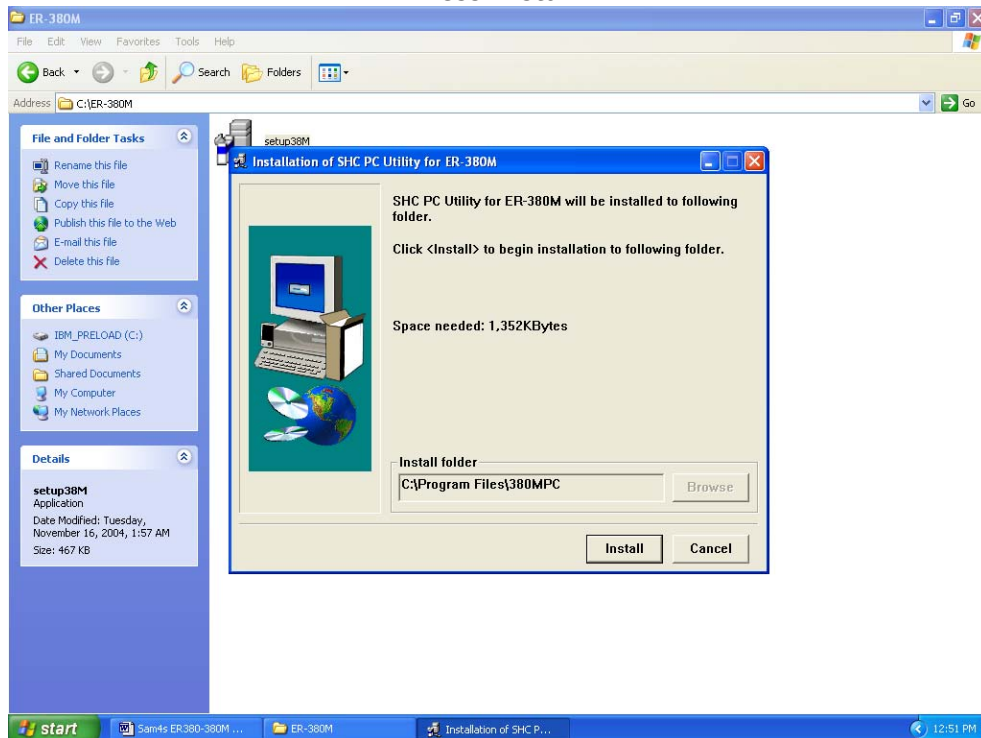 ER-380M
File Edit View Favorites Tools Help
Back Search Folders
Address C:\ER-380M Go
File and Folder Tasks
Rename this file
Move this file
Copy this file
Publish this file to the Web
E-mail this file
Delete this file
Other Places
IBM_PRELOAD (C:)
My Documents
Shared Documents
My Computer
My Network Places
Details
setup38M
Application
Date Modified: Tuesday,
November 16, 2004, 1:57 AM
Size: 467 KB
setup38M
Installation of SHC PC Utility for ER-380M
SHC PC Utility for ER-380M will be installed to following
folder.
Click <Install> to begin installation to following folder.
Space needed: 1,352KBytes
Install folder
C:\Program Files\380MPC Browse
Install Cancel
start Sam4s ER380-380M ... ER-380M Installation of SHC P... 12:51 PM